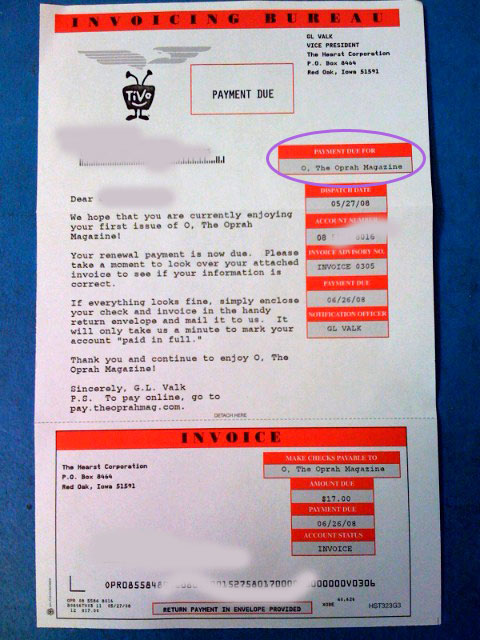 INVOICING BUREAU
GL VALK
VICE PRESIDENT
The Hearst Corporation
P.O. Box 8464
Red Oak, Iowa 51591
TiVo
PAYMENT DUE
PAYMENT DUE FOR
O, The Oprah Magazine
DISPATCH DATE
05/27/08
ACCOUNT NUMBER
08
0016
INVOICE ADVISORY NO.
INVOICE 0305
PAYMENT DUE
06/26/08
NOTIFICATION OFFICER
GL VALK
Dear
We hope that you are currently enjoying
your first issue of O, The Oprah
Magazine!
Your renewal payment is now due. Please
take a moment to look over your attached
invoice to see if your information is
correct.
If everything looks fine, simply enclose
your check and invoice in the handy
return envelope and mail it to us. It
will only take us a minute to mark your
account "paid in full."
Thank you and continue to enjoy O, The
Oprah Magazine!
Sincerely, G.L. Valk
P.S. To pay online, go to
pay.theoprahmag.com.
DETACH HERE
INVOICE
The Hearst Corporation
P.O. Box 8464
Red Oak, Iowa 51591
MAKE CHECKS PAYABLE TO
O, The Oprah Magazine
AMOUNT DUE
$17.00
PAYMENT DUE
06/26/08
ACCOUNT STATUS
INVOICE
RETURN PAYMENT IN ENVELOPE PROVIDED
HST323G3